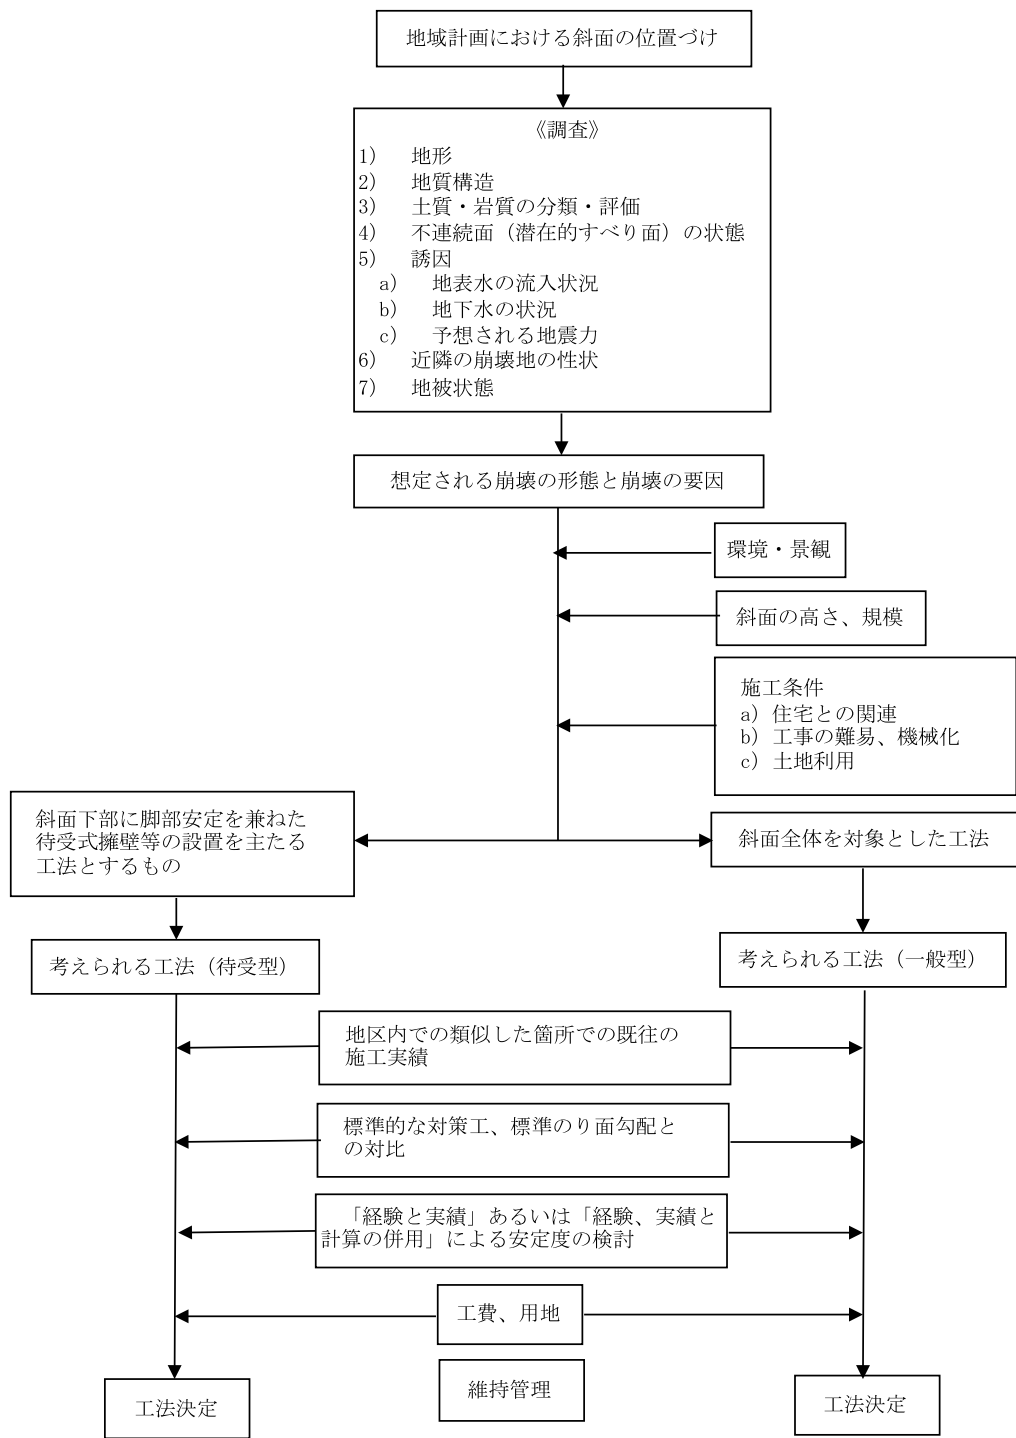 地域計画における斜面の位置づけ
《調査》
1) 地形
2) 地質構造
3) 土質・岩質の分類・評価
4) 不連続面（潜在的すべり面）の状態
5) 誘因
a) 地表水の流入状況
b) 地下水の状況
c) 予想される地震力
6) 近隣の崩壊地の性状
7) 地被状態
想定される崩壊の形態と崩壊の要因
環境・景観
斜面の高さ、規模
施工条件
a) 住宅との関連
b) 工事の難易、機械化
c) 土地利用
斜面下部に脚部安定を兼ねた
待受式擁壁等の設置を主たる
工法とするもの
斜面全体を対象とした工法
考えられる工法（待受型）
考えられる工法（一般型）
地区内での類似した箇所での既往の
施工実績
標準的な対策工、標準のり面勾配と
の対比
「経験と実績」あるいは「経験、実績と
計算の併用」による安定度の検討
工費、用地
維持管理
工法決定
工法決定